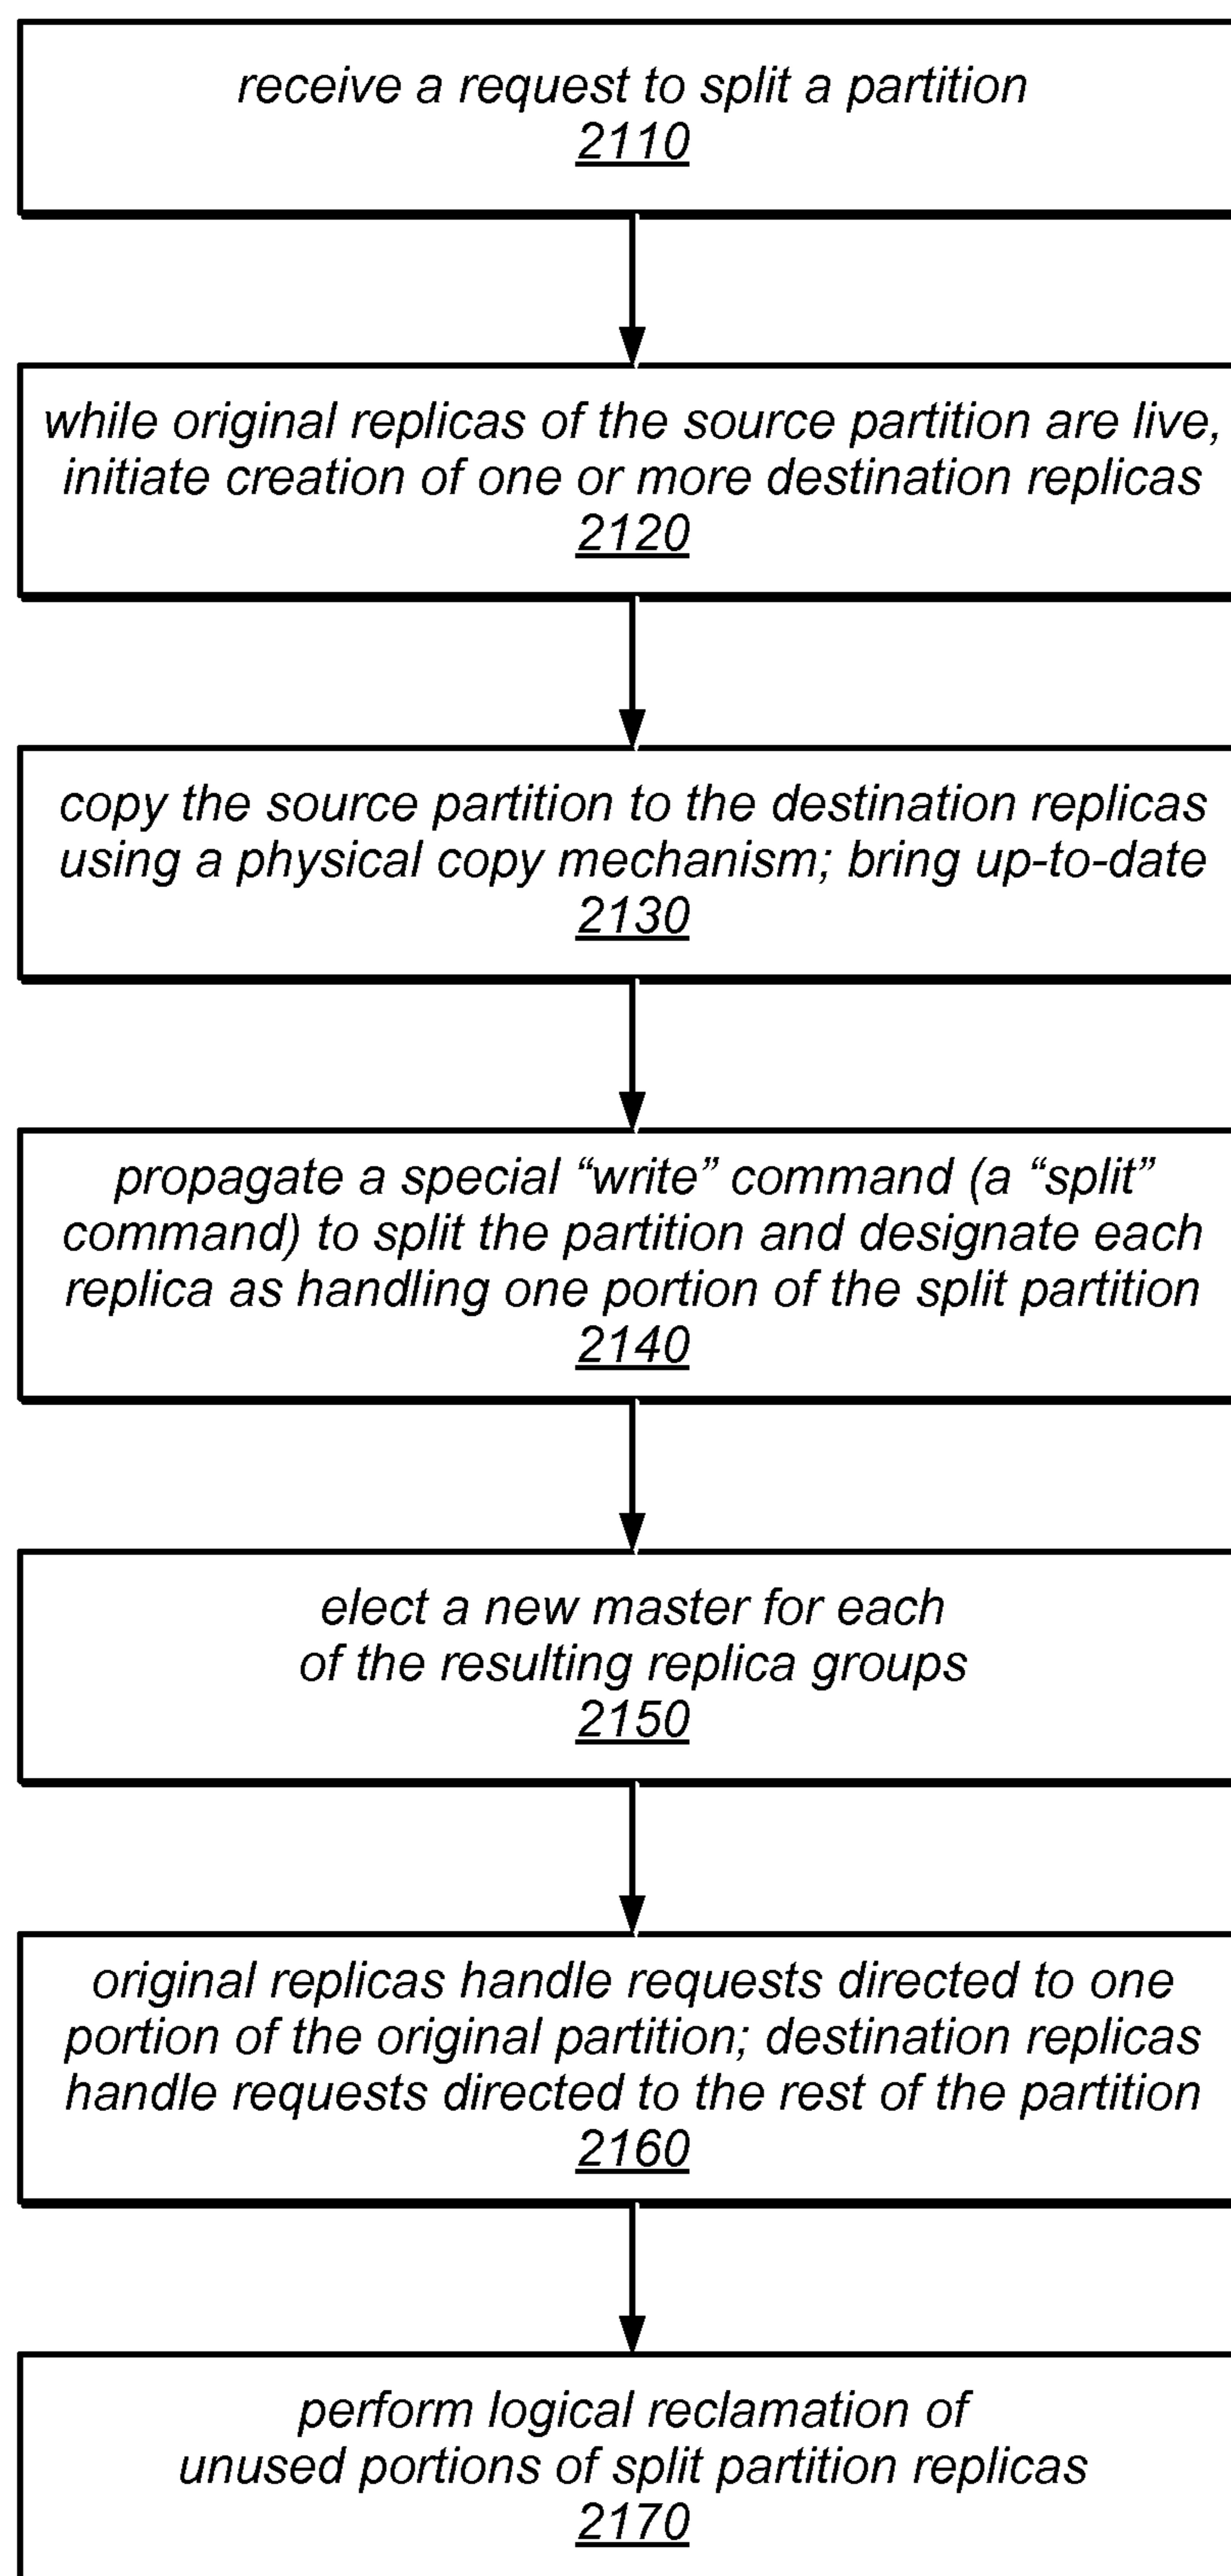 receive a request to split a partition
2110
while original replicas of the source partition are live,
initiate creation of one or more destination replicas
2120
copy the source partition to the destination replicas
using a physical copy mechanism; bring up-to-date
2130
propagate a special “write” command (a “split”
command) to split the partition and designate each
replica as handling one portion of the split partition
2140
elect a new master for each
of the resulting replica groups
2150
original replicas handle requests directed to one
portion of the original partition; destination replicas
handle requests directed to the rest of the partition
2160
perform logical reclamation of
unused portions of split partition replicas
2170